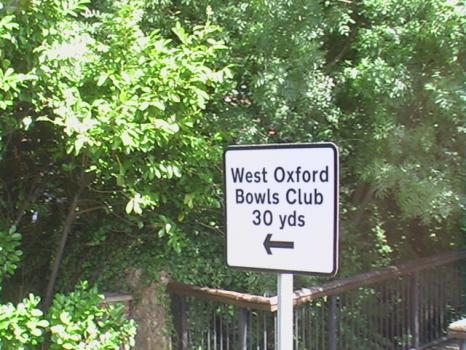 West Oxford
Bowls Club
30 yds